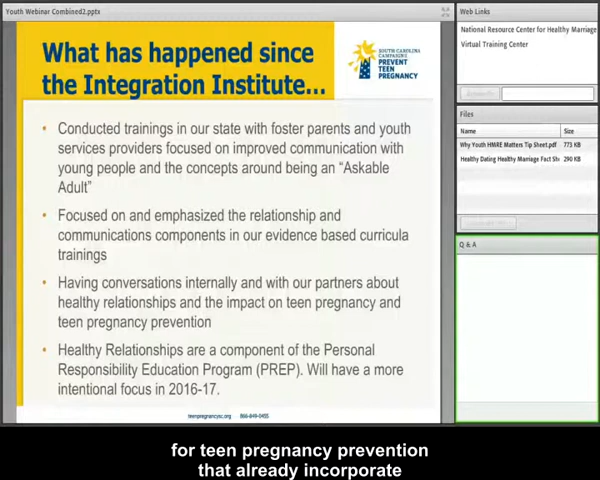 Youth Webinar Combined2.pptx
What has happened since
the Integration Institute…
SOUTH CAROLINA
CAMPAIGN
PREVENT
TEEN
PREGNANCY
• Conducted trainings in our state with foster parents and youth
services providers focused on improved communication with
young people and the concepts around being an “Askable
Adult”
• Focused on and emphasized the relationship and
communications components in our evidence based curricula
trainings
• Having conversations internally and with our partners about
healthy relationships and the impact on teen pregnancy and
teen pregnancy prevention
• Healthy Relationships are a component of the Personal
Responsibility Education Program (PREP). Will have a more
intentional focus in 2016-17.
teenpregnancysc.org 866-849-0455
Web Links
National Resource Center for Healthy Marriage
Virtual Training Center
Files
Name Size
Why Youth HMRE Matters Tip Sheet.pdf 773 KB
Healthy Dating Healthy Marriage Fact Sh 290 KB
Q & A
for teen pregnancy prevention
that already incorporate